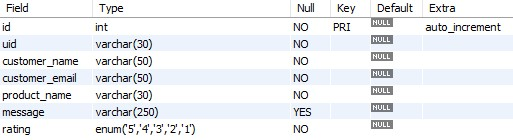 Field Type Null Key Default Extra
id int NO PRI NULL auto_increment
uid varchar(30) NO NULL
customer_name varchar(50) NO NULL
customer_email varchar(50) NO NULL
product_name varchar(30) NO NULL
message varchar(250) YES NULL
rating enum('5','4','3','2','1') NO NULL